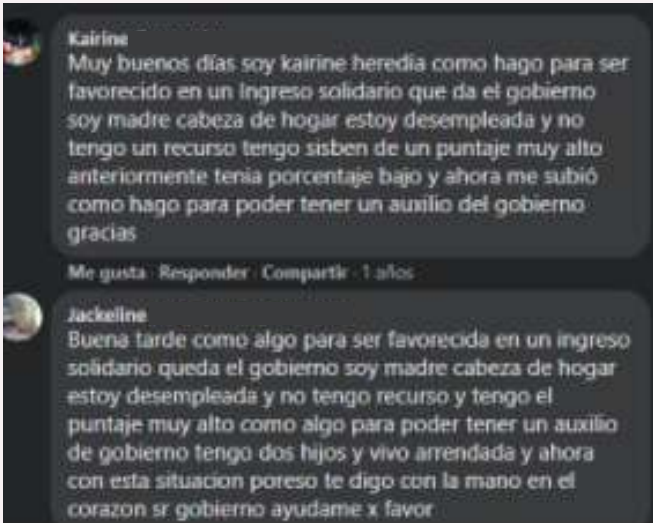 Kairine
Muy buenos días soy kairine heredia como hago para ser
favorecido en un Ingreso solidario que da el gobierno
soy madre cabeza de hogar estoy desempleada y no
tengo un recurso tengo sisben de un puntaje muy alto
anteriormente tenia porcentaje bajo y ahora me subió
como hago para poder tener un auxilio del gobierno
gracias
Me gusta · Responder · Compartir · 1 años
Jackeline
Buena tarde como algo para ser favorecida en un ingreso
solidario queda el gobierno soy madre cabeza de hogar
estoy desempleada y no tengo recurso y tengo el
puntaje muy alto como algo para poder tener un auxilio
de gobierno tengo dos hijos y vivo arrendada y ahora
con esta situacion poreso te digo con la mano en el
corazon sr gobierno ayudame x favor